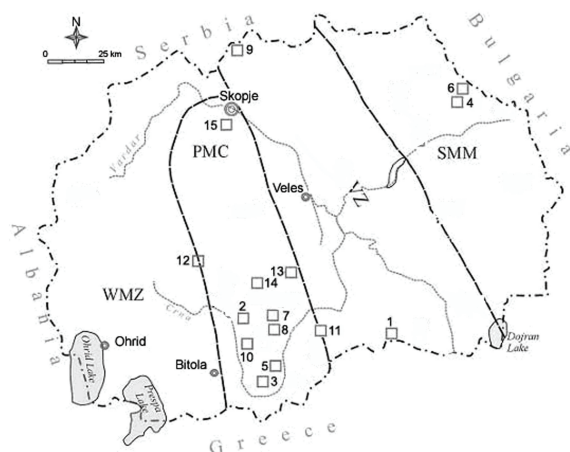 N
0
25 km
Serbia
Bulgaria
9
Skopje
6
4
15
PMC
SMM
Vardar
Veles
VZ
Albania
12
13
14
WMZ
Crna
2
7
8
11
1
10
Ohrid
Ohrid Lake
Bitola
5
3
Dojran
Lake
Prespa
Lake
Greece